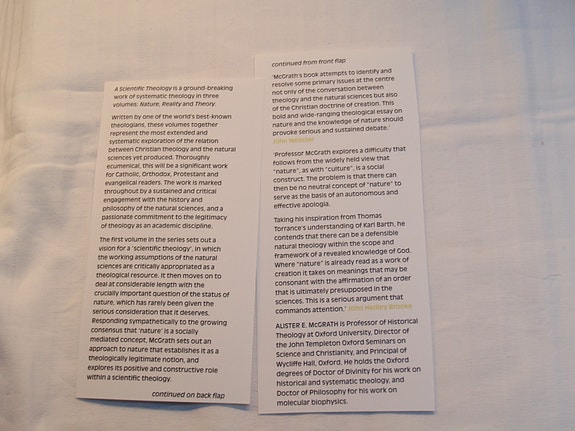 A Scientific Theology is a ground-breaking
work of systematic theology in three
volumes: Nature, Reality and Theory.
Written by one of the world's best-known
theologians, these volumes together
represent the most extended and
systematic exploration of the relation
between Christian theology and the natural
sciences yet produced. Thoroughly
ecumenical, this will be a significant work
for Catholic, Orthodox, Protestant and
evangelical readers. The work is marked
throughout by a sustained and critical
engagement with the history and
philosophy of the natural sciences, and a
passionate commitment to the legitimacy
of theology as an academic discipline.
The first volume in the series sets out a
vision for a 'scientific theology', in which
the working assumptions of the natural
sciences are critically appropriated as a
theological resource. It then moves on to
deal at considerable length with the
crucially important question of the status of
nature, which has rarely been given the
serious consideration that it deserves.
Responding sympathetically to the growing
consensus that 'nature' is a socially
mediated concept, McGrath sets out an
approach to nature that establishes it as a
theologically legitimate notion, and
explores its positive and constructive role
within a scientific theology.
continued on back flap
continued from front flap
'McGrath's book attempts to identify and
resolve some primary issues at the centre
not only of the conversation between
theology and the natural sciences but also
of the Christian doctrine of creation. This
bold and wide-ranging theological essay on
nature and the knowledge of nature should
provoke serious and sustained debate.'
John Webster
'Professor McGrath explores a difficulty that
follows from the widely held view that
"nature", as with "culture", is a social
construct. The problem is that there can
then be no neutral concept of "nature" to
serve as the basis of an autonomous and
effective apologia.
Taking his inspiration from Thomas
Torrance's understanding of Karl Barth, he
contends that there can be a defensible
natural theology within the scope and
framework of a revealed knowledge of God.
Where "nature" is already read as a work of
creation it takes on meanings that may be
consonant with the affirmation of an order
that is ultimately presupposed in the
sciences. This is a serious argument that
commands attention.' John Hedley Brooke
ALISTER E. McGRATH is Professor of Historical
Theology at Oxford University, Director of
the John Templeton Oxford Seminars on
Science and Christianity, and Principal of
Wycliffe Hall, Oxford. He holds the Oxford
degrees of Doctor of Divinity for his work on
historical and systematic theology, and
Doctor of Philosophy for his work on
molecular biophysics.